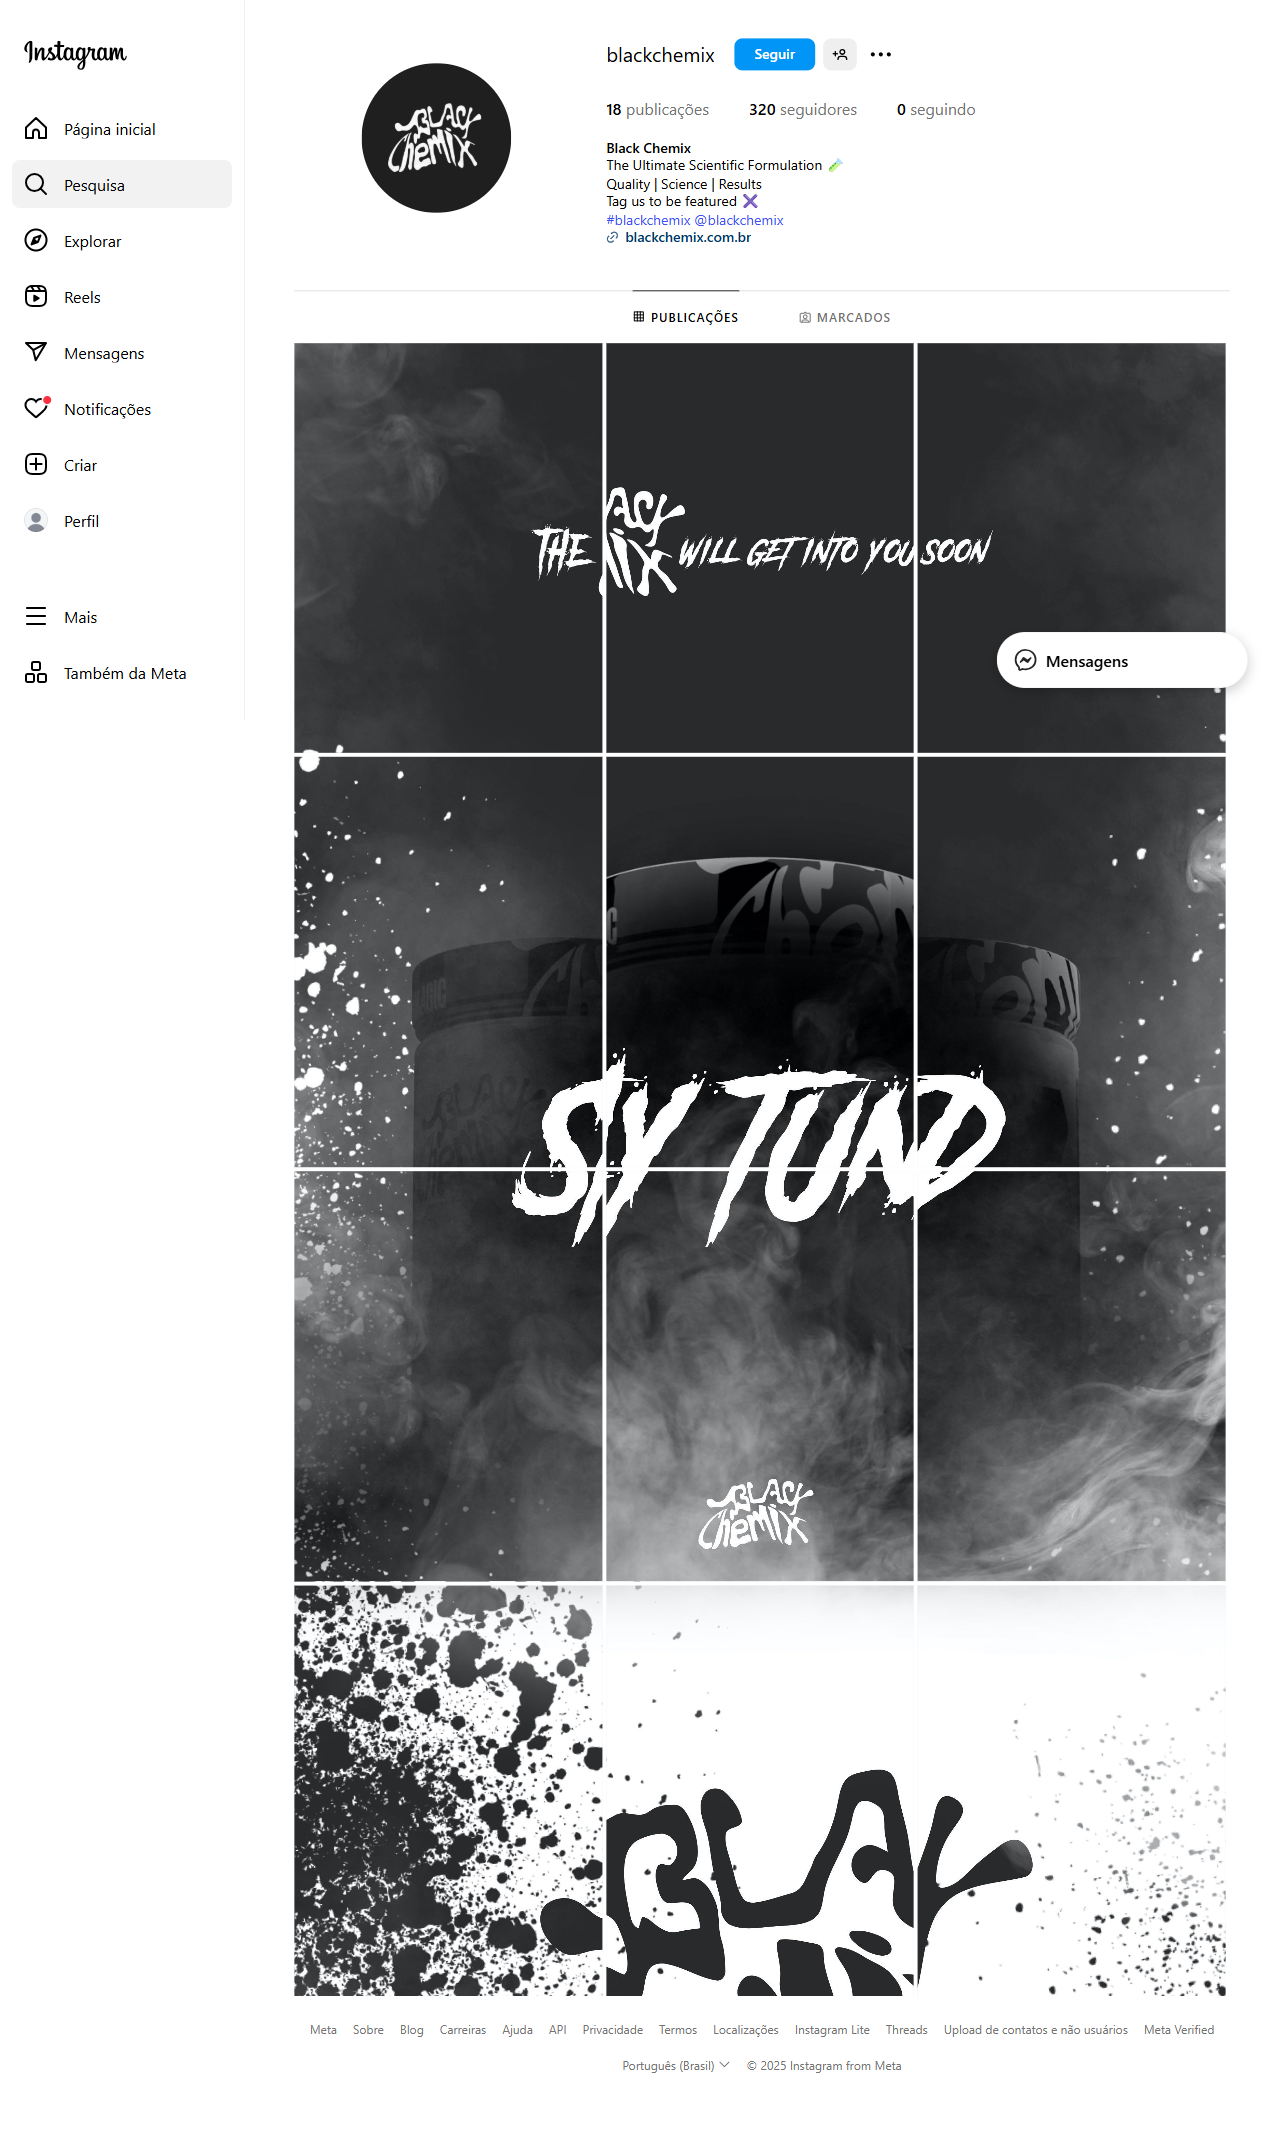 Instagram
Página inicial
Pesquisa
Explorar
Reels
Mensagens
Notificações
Criar
Perfil
Mais
Também da Meta
BLACK
CHEMIX
blackchemix
Seguir
18 publicações
320 seguidores
0 seguindo
Black Chemix
The Ultimate Scientific Formulation
Quality | Science | Results
Tag us to be featured
#blackchemix @blackchemix
blackchemix.com.br
PUBLICAÇÕES
MARCADOS
THE
WILL GET INTO YOU SOON
Mensagens
BLACK
CHEMIX
Meta
Sobre
Blog
Carreiras
Ajuda
API
Privacidade
Termos
Localizações
Instagram Lite
Threads
Upload de contatos e não usuários
Meta Verified
Português (Brasil)
© 2025 Instagram from Meta